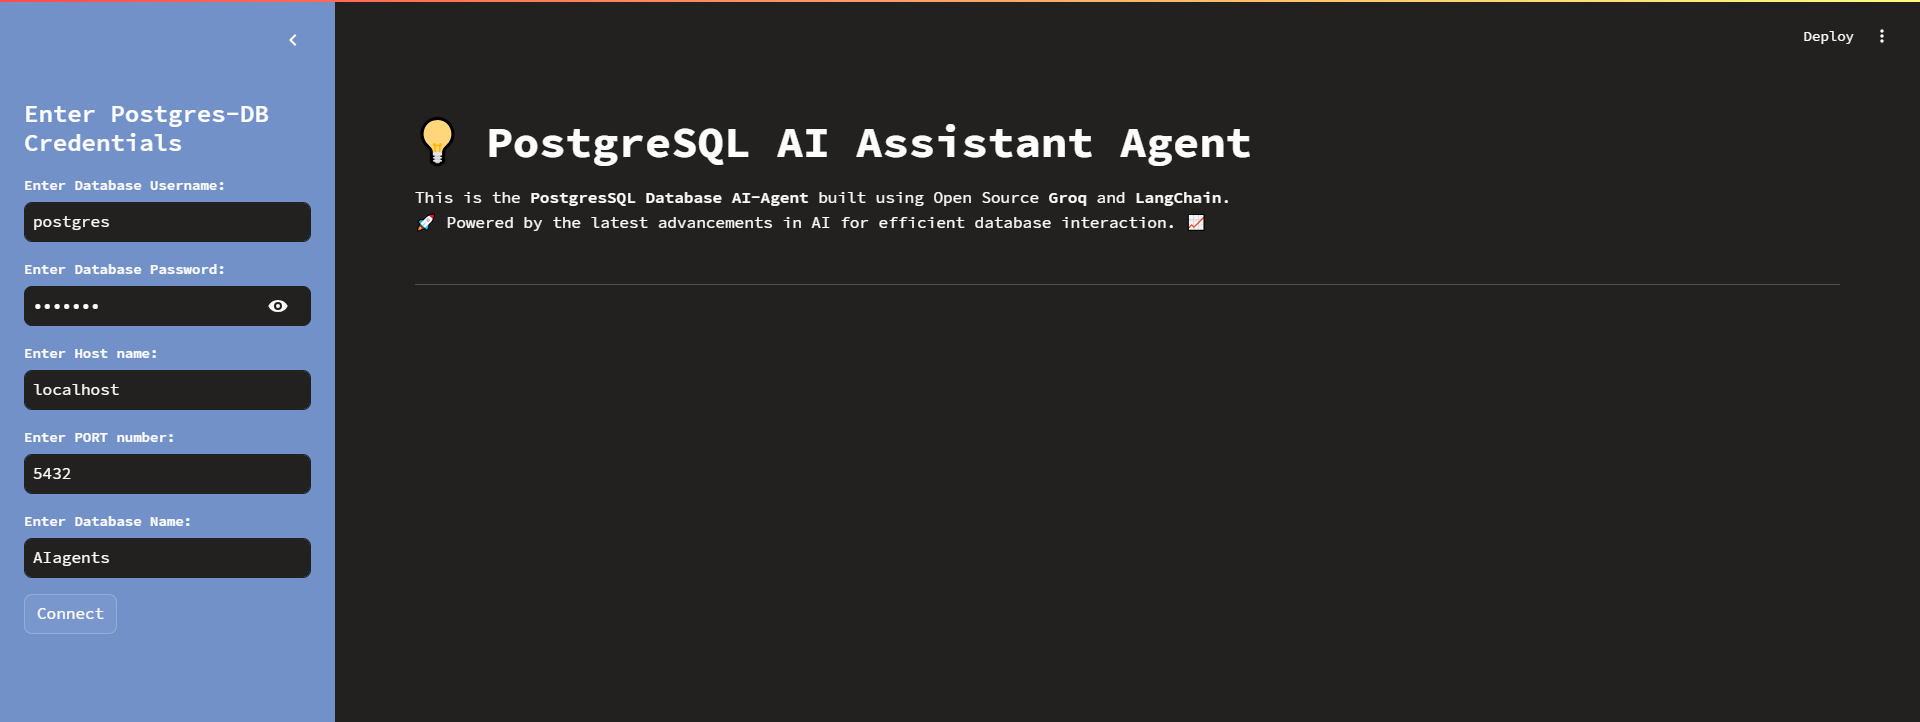 Enter Postgres-DB
Credentials
Enter Database Username:
postgres
Enter Database Password:
•••••••
Enter Host name:
localhost
Enter PORT number:
5432
Enter Database Name:
AIagents
Connect
Deploy
PostgreSQL AI Assistant Agent
This is the PostgresSQL Database AI-Agent built using Open Source Groq and LangChain.
🚀 Powered by the latest advancements in AI for efficient database interaction. 📈